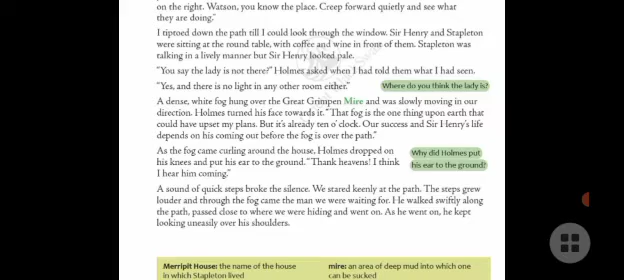 on the right. Watson, you know the place. Creep forward quietly and see what
they are doing."
I tiptoed down the path till I could look through the window. Sir Henry and Stapleton
were sitting at the round table, with coffee and wine in front of them. Stapleton was
talking in a lively manner but Sir Henry looked pale.
"You say the lady is not there?" Holmes asked when I had told them what I had seen.
"Yes, and there is no light in any other room either."
Where do you think the lady is?
A dense, white fog hung over the Great Grimpen Mire and was slowly moving in our
direction. Holmes turned his face towards it. "That fog is the one thing upon earth that
could have upset my plans. But it's already ten o' clock. Our success and Sir Henry's life
depends on his coming out before the fog is over the path."
As the fog came curling around the house, Holmes dropped on
his knees and put his ear to the ground. "Thank heavens! I think
I hear him coming."
Why did Holmes put
his ear to the ground?
A sound of quick steps broke the silence. We stared keenly at the path. The steps grew
louder and through the fog came the man we were waiting for. He walked swiftly along
the path, passed close to where we were hiding and went on. As he went on, he kept
looking uneasily over his shoulders.
Merripit House: the name of the house
in which Stapleton lived
mire: an area of deep mud into which one
can be sucked